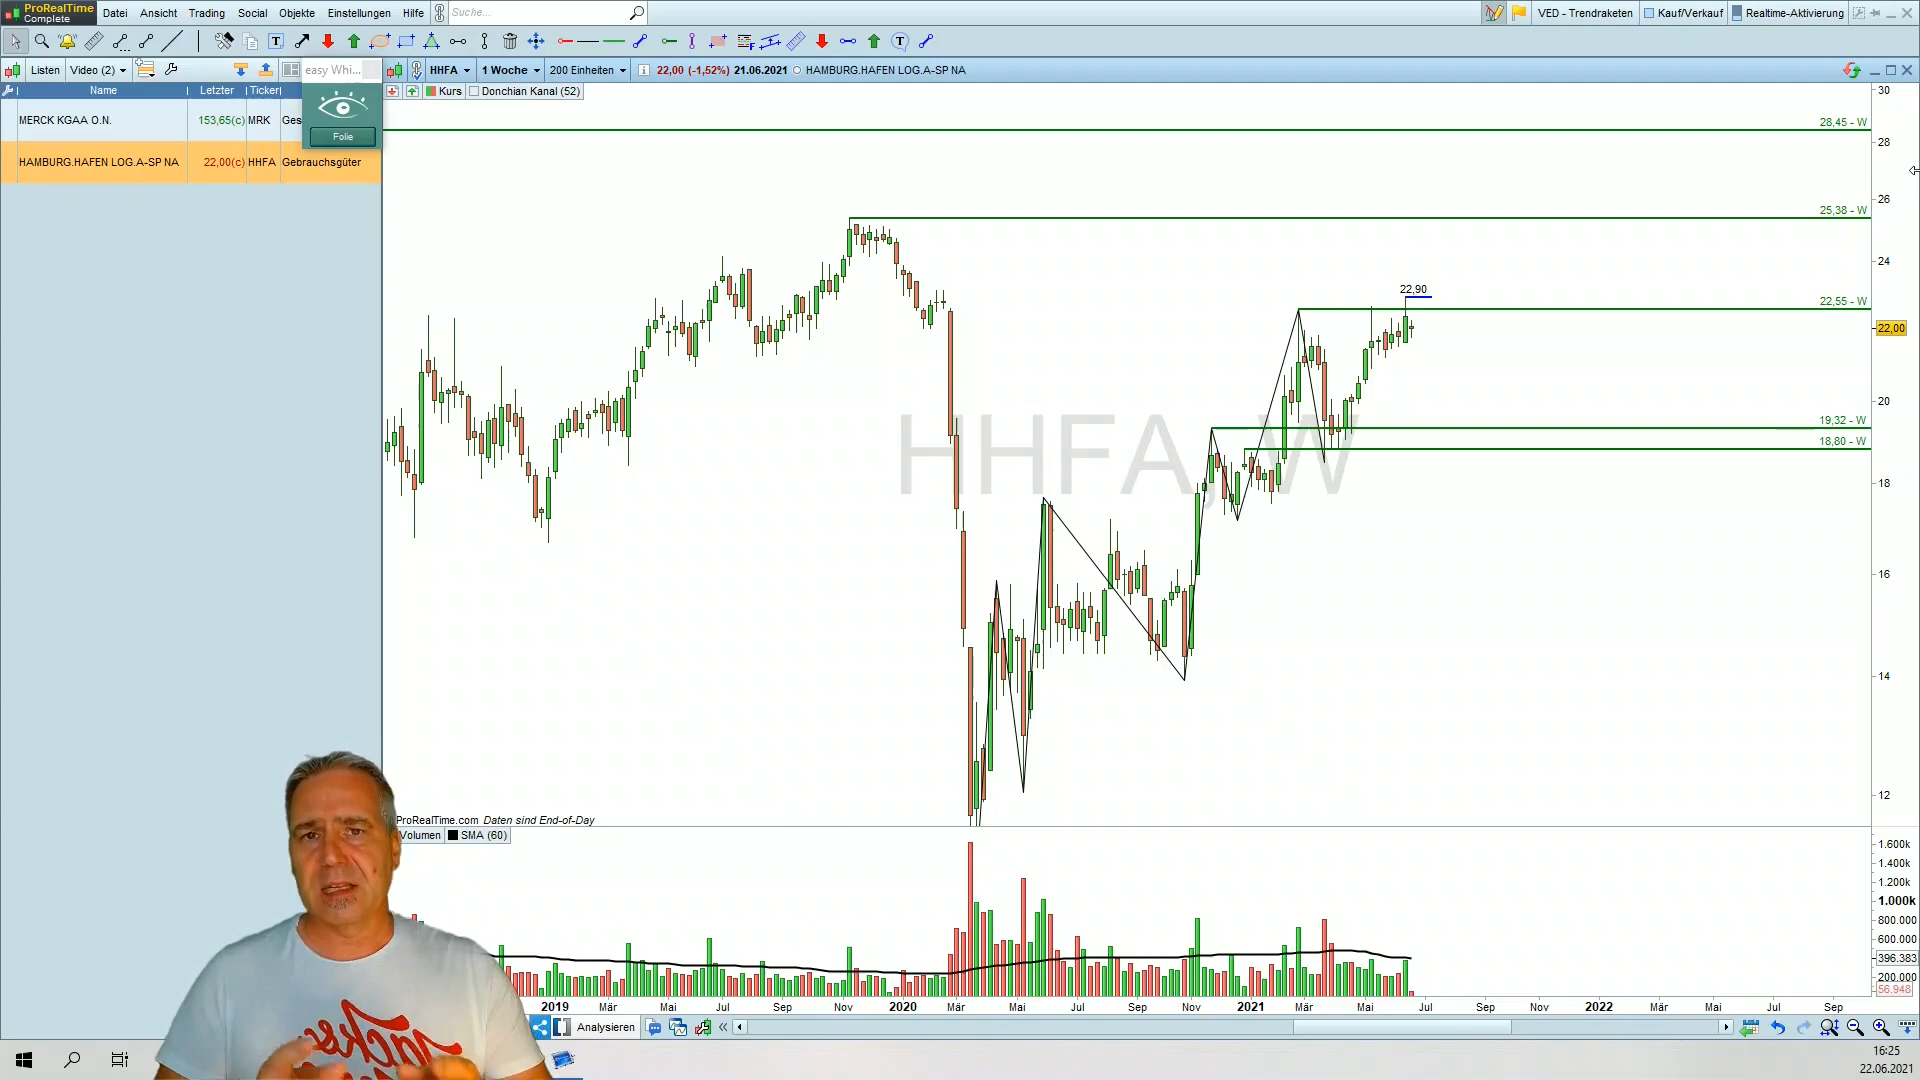 ProRealTime
Complete
Datei Ansicht Trading Social Objekte Einstellungen Hilfe Suche... VED - Trendraketen Kauf/Verkauf Realtime-Aktivierung
Listen Video (2) easy Whi... HHFA 1 Woche 200 Einheiten 22,00 (-1,52%) 21.06.2021 HAMBURG.HAFEN LOG.A-SP NA
Name Letzter Ticker Kurs Donchian Kanal (52)
MERCK KGAA O.N. 153,65(c) MRK Ges
Folie
HAMBURG.HAFEN LOG.A-SP NA 22,00(c) HHFA Gebrauchsgüter
30
28,45 - W
28
26
25,38 - W
24
22,90
22,55 - W
22,00
20
19,32 - W
18,80 - W
HHFA, W
18
16
14
12
ProRealTime.com Daten sind End-of-Day
Volumen SMA (60)
1.600k
1.400k
1.200k
1.000k
800.000
600.000
396.383
200.000
56.948
2019 Mär Mai Jul Sep Nov 2020 Mär Mai Jul Sep Nov 2021 Mär Mai Jul Sep Nov 2022 Mär Mai Jul Sep
Analysieren
16:25
22.06.2021